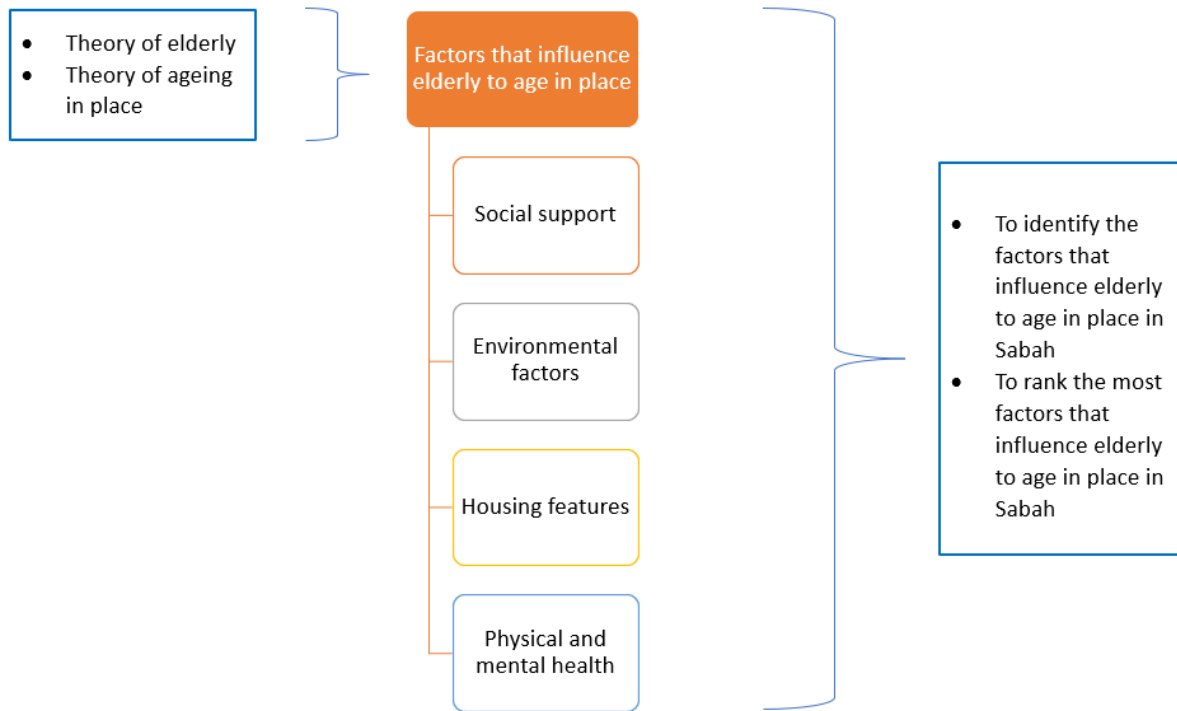 • Theory of elderly
• Theory of ageing
in place
Factors that influence
elderly to age in place
Social support
Environmental
factors
Housing features
Physical and
mental health
• To identify the
factors that
influence elderly
to age in place in
Sabah
• To rank the most
factors that
influence elderly
to age in place in
Sabah